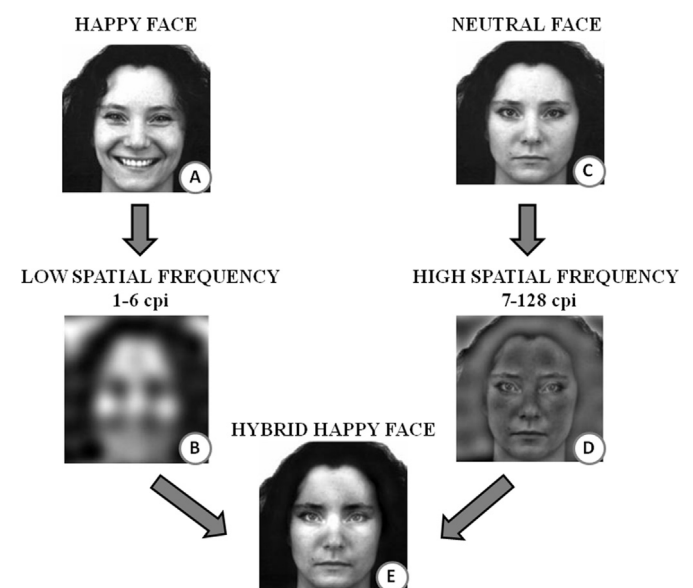 HAPPY FACE
NEUTRAL FACE
A
C
LOW SPATIAL FREQUENCY
1-6 cpi
HIGH SPATIAL FREQUENCY
7-128 cpi
B
D
HYBRID HAPPY FACE
E